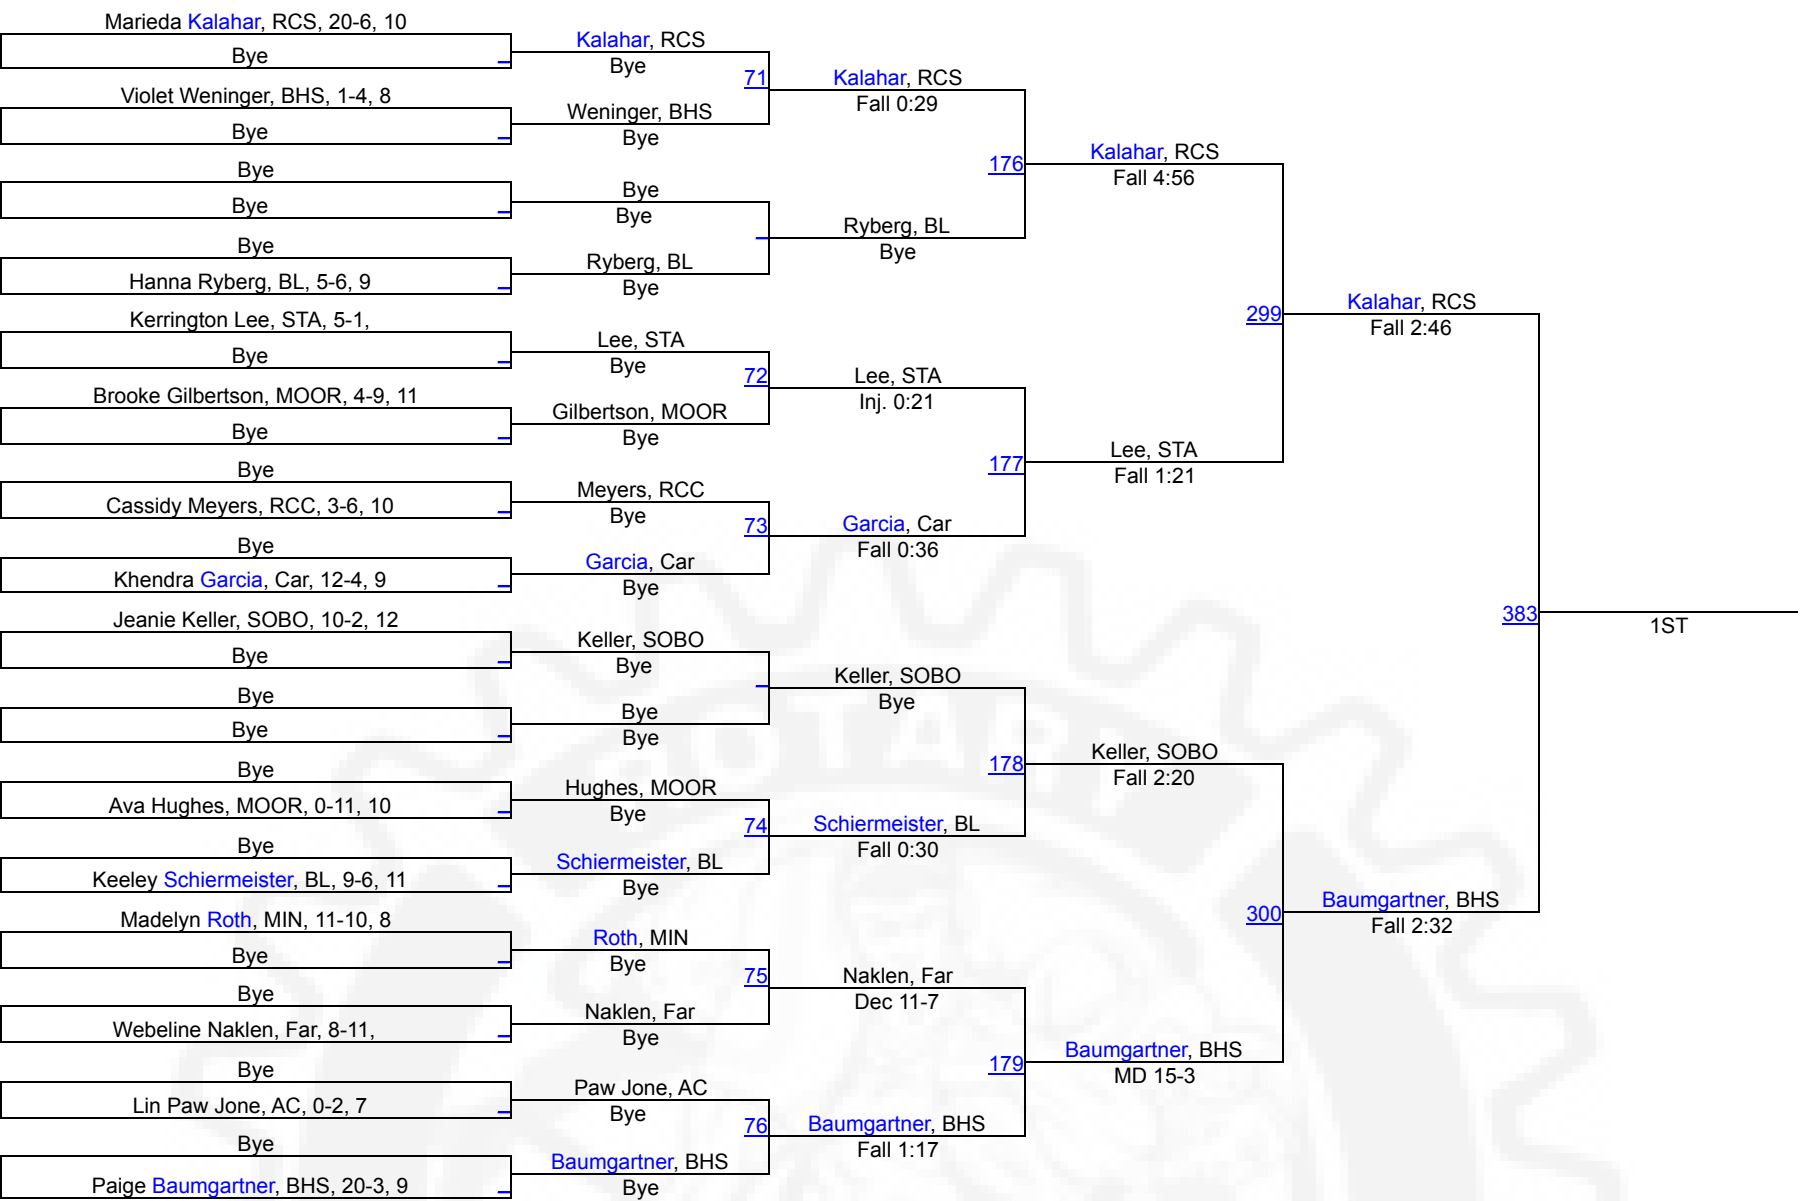 Marieda Kalahar, RCS, 20-6, 10
Bye
Violet Weninger, BHS, 1-4, 8
Bye
Bye
Bye
Bye
Hanna Ryberg, BL, 5-6, 9
Kerrington Lee, STA, 5-1,
Bye
Brooke Gilbertson, MOOR, 4-9, 11
Bye
Bye
Cassidy Meyers, RCC, 3-6, 10
Bye
Khendra Garcia, Car, 12-4, 9
Jeanie Keller, SOBO, 10-2, 12
Bye
Bye
Bye
Bye
Ava Hughes, MOOR, 0-11, 10
Bye
Keeley Schiermeister, BL, 9-6, 11
Madelyn Roth, MIN, 11-10, 8
Bye
Bye
Webeline Naklen, Far, 8-11,
Bye
Lin Paw Jone, AC, 0-2, 7
Bye
Paige Baumgartner, BHS, 20-3, 9
Kalahar, RCS
Bye
71
Weninger, BHS
Bye
Bye
Bye
Ryberg, BL
Bye
Lee, STA
Bye
72
Gilbertson, MOOR
Bye
Meyers, RCC
Bye
73
Garcia, Car
Bye
Keller, SOBO
Bye
Bye
Bye
Hughes, MOOR
Bye
74
Schiermeister, BL
Bye
Roth, MIN
Bye
75
Naklen, Far
Bye
Paw Jone, AC
Bye
76
Baumgartner, BHS
Bye
Kalahar, RCS
Fall 0:29
176
Ryberg, BL
Bye
Lee, STA
Inj. 0:21
177
Garcia, Car
Fall 0:36
Keller, SOBO
Bye
178
Schiermeister, BL
Fall 0:30
Naklen, Far
Dec 11-7
179
Baumgartner, BHS
Fall 1:17
Kalahar, RCS
Fall 4:56
299
Lee, STA
Fall 1:21
Keller, SOBO
Fall 2:20
300
Baumgartner, BHS
MD 15-3
Kalahar, RCS
Fall 2:46
383
Baumgartner, BHS
Fall 2:32
1ST
ROTARY